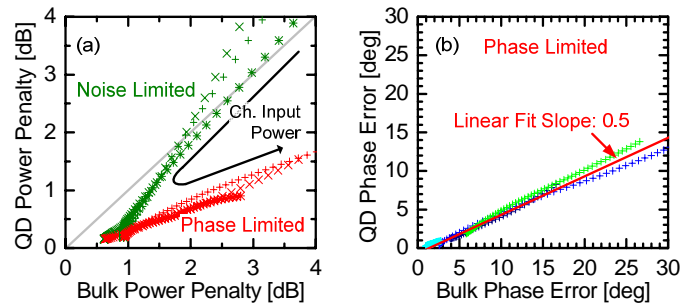 (a)
QD Power Penalty [dB]
4
3
2
1
0
Noise Limited
Ch. Input
Power
Phase Limited
0 1 2 3 4
Bulk Power Penalty [dB]
(b)
QD Phase Error [deg]
30
25
20
15
10
5
0
Phase Limited
Linear Fit Slope: 0.5
0 5 10 15 20 25 30
Bulk Phase Error [deg]